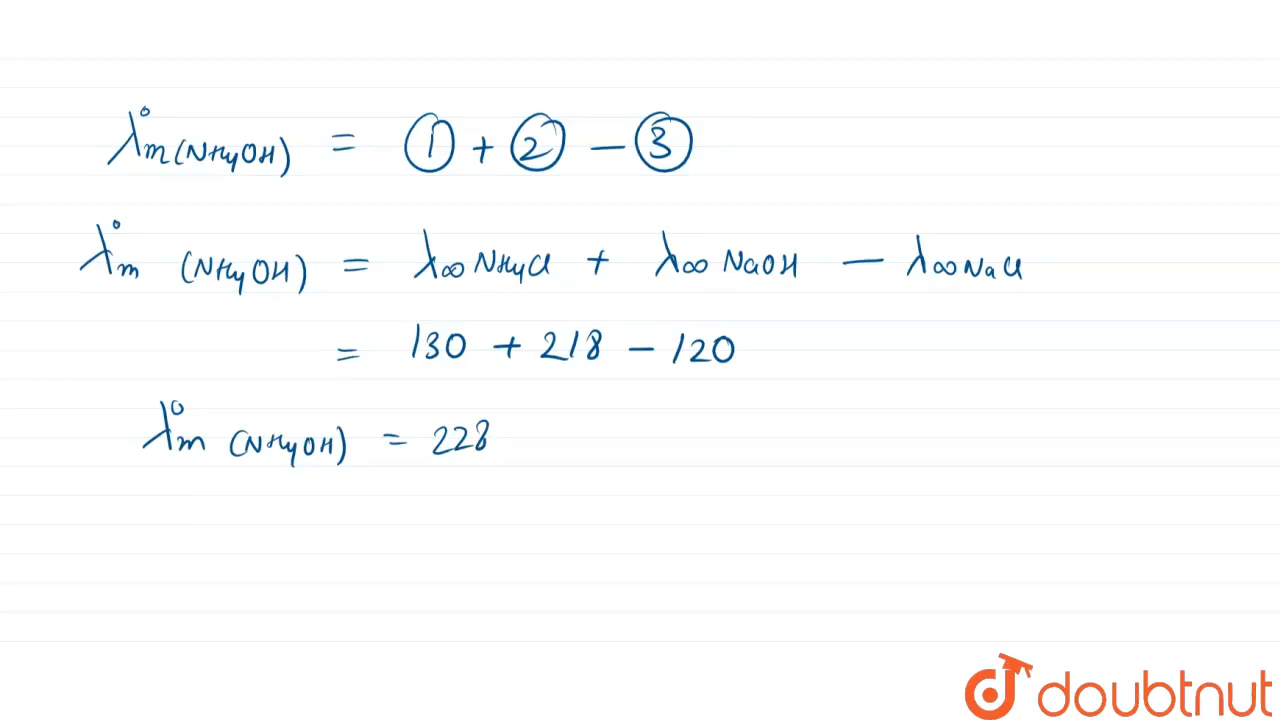 λ°m(NH4OH) = ① + ② − ③
λ°m (NH4OH) = λ∞ NH4Cl + λ∞ NaOH − λ∞ NaCl
= 130 + 218 − 120
λ°m (NH4OH) = 228
doubtnut